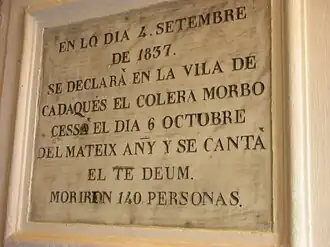 EN LO DIA 4. SETEMBRE
DE 1837.
SE DECLARÀ EN LA VILA DE
CADAQUÉS EL COLERA MORBO
CESSÀ EL DIA 6 OCTUBRE
DEL MATEIX ANY Y SE CANTÀ
EL TE DEUM.
MORIRON 140 PERSONAS.